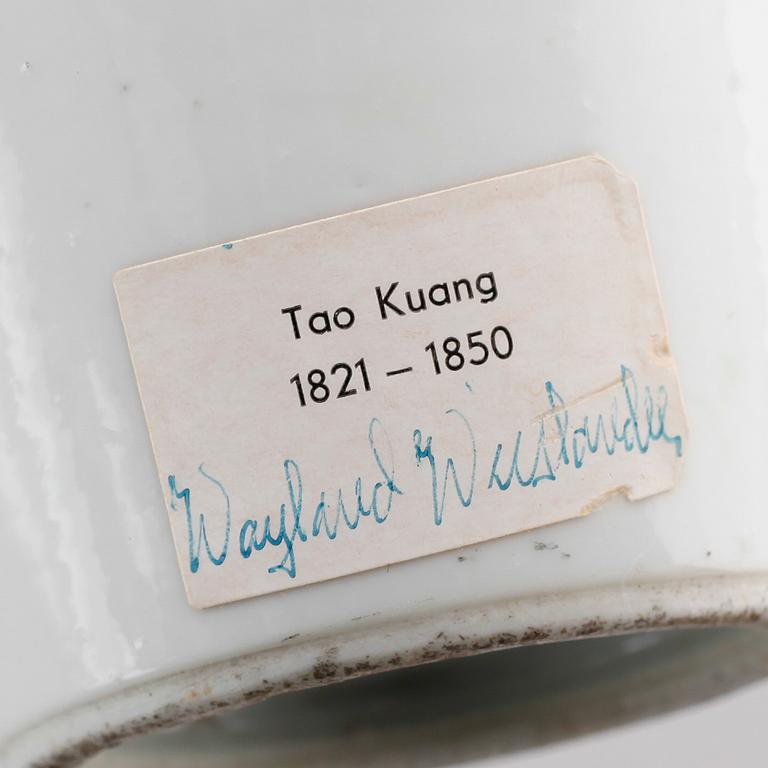 Tao Kuang
1821 – 1850
Wayland